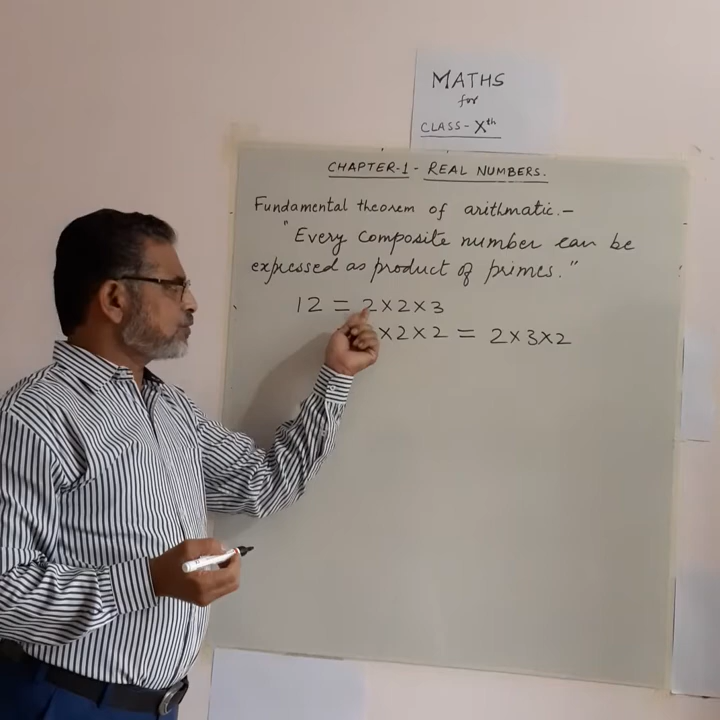 MATHS
for
CLASS-Xth
CHAPTER-1 - REAL NUMBERS.
Fundamental theorem of arithmatic.-
"Every composite number can be
expressed as product of primes."
12 = 2×2×3
×2×2 = 2×3×2